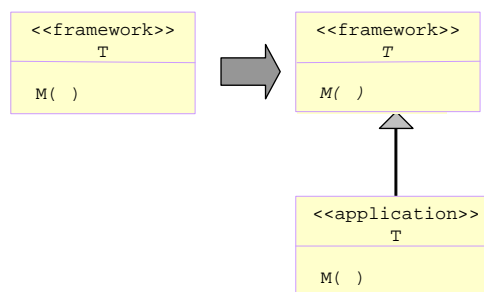 <<framework>>
T
M( )
<<framework>>
T
M( )
<<application>>
T
M( )